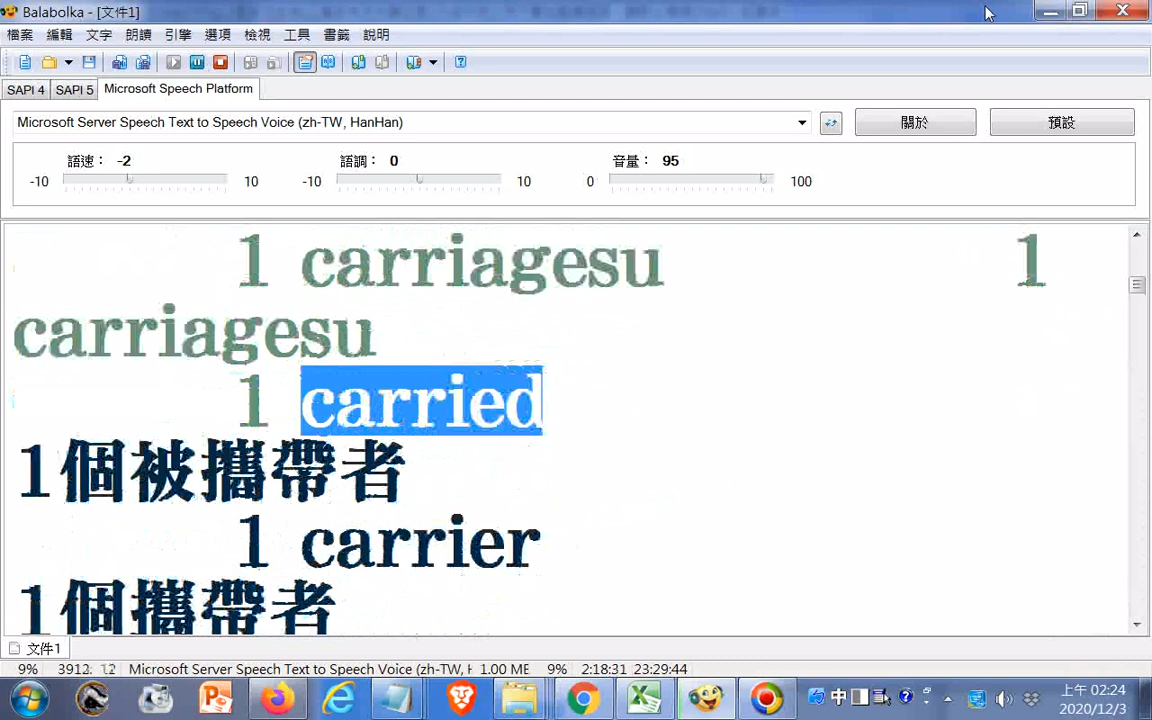 Balabolka - [文件1]
檔案 編輯 文字 朗讀 引擎 選項 檢視 工具 書籤 說明
SAPI 4 SAPI 5 Microsoft Speech Platform
Microsoft Server Speech Text to Speech Voice (zh-TW, HanHan) 關於 預設
語速： -2 語調： 0 音量： 95
-10 10 -10 10 0 100
1 carriagesu 1
carriagesu
1 carried
1個被攜帶者
1 carrier
1個攜帶者
文件1
9% 3912 Microsoft Server Speech Text to Speech Voice (zh-TW, 1.00 ME 9% 2:18:31 23:29:44
中 上午 02:24
2020/12/3